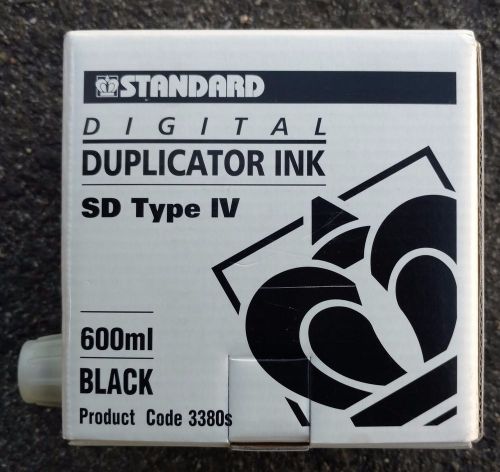 STANDARD
DIGITAL
DUPLICATOR INK
SD Type IV
600ml
BLACK
Product Code 3380s